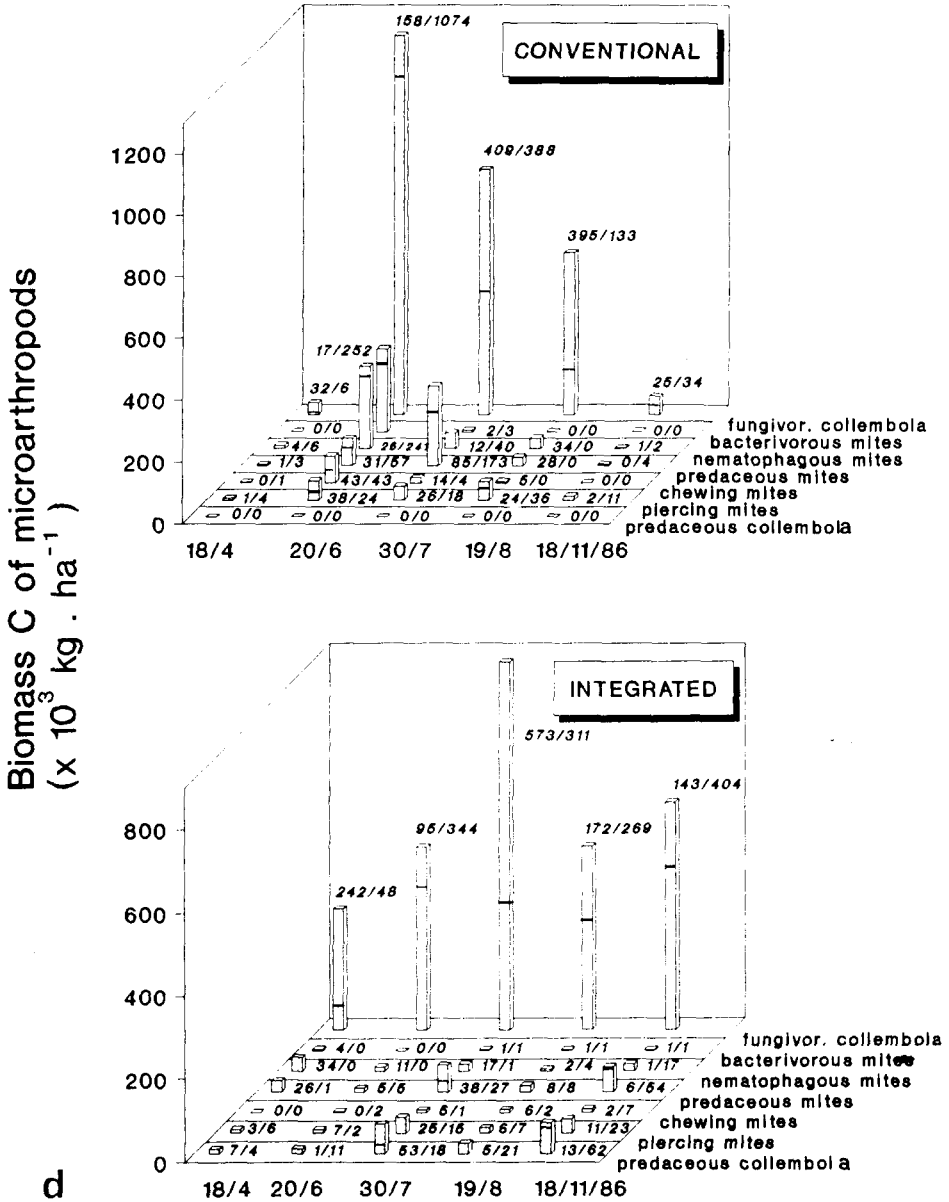 158/1074
CONVENTIONAL
1200
409/388
1000
395/133
800
600
17/252
400
32/6
25/34
0/0 2/3 0/0 0/0 fungivor. collembola
4/6 26/241 12/40 34/0 1/2 bacterivorous mites
1/3 31/57 85/173 28/0 0/4 nematophagous mites
200
0/1 43/43 14/4 5/0 predaceous mites
1/4 38/24 26/18 24/36 2/11 chewing mites
piercing mites
0 0/0 0/0 0/0 0/0 0/0 predaceous collembola
18/4 20/6 30/7 19/8 18/11/86
Biomass C of microarthropods
(x 10³ kg . ha⁻¹)
INTEGRATED
573/311
143/404
800
95/344
172/269
600
242/48
400
4/0 0/0 1/1 1/1 1/1 fungivor. collembola
34/0 11/0 17/1 2/4 1/17 bacterivorous mites
200
26/1 5/5 38/27 8/8 6/54 nematophagous mites
0/0 0/2 5/1 6/2 2/7 predaceous mites
3/6 7/2 25/16 6/7 11/23 chewing mites
piercing mites
0 7/4 1/11 53/18 5/21 13/62 predaceous collembola
d 18/4 20/6 30/7 19/8 18/11/86